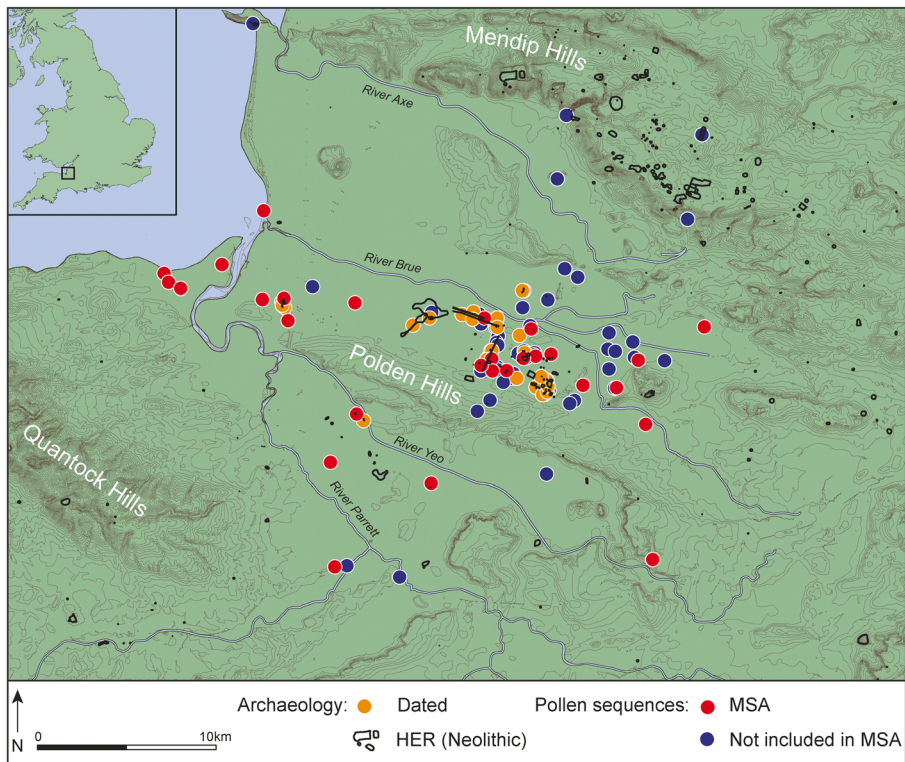 Mendip Hills
River Axe
River Brue
Polden Hills
River Yeo
Quantock Hills
River Parrett
Archaeology: Dated Pollen sequences: MSA
HER (Neolithic) Not included in MSA
N 0 10km